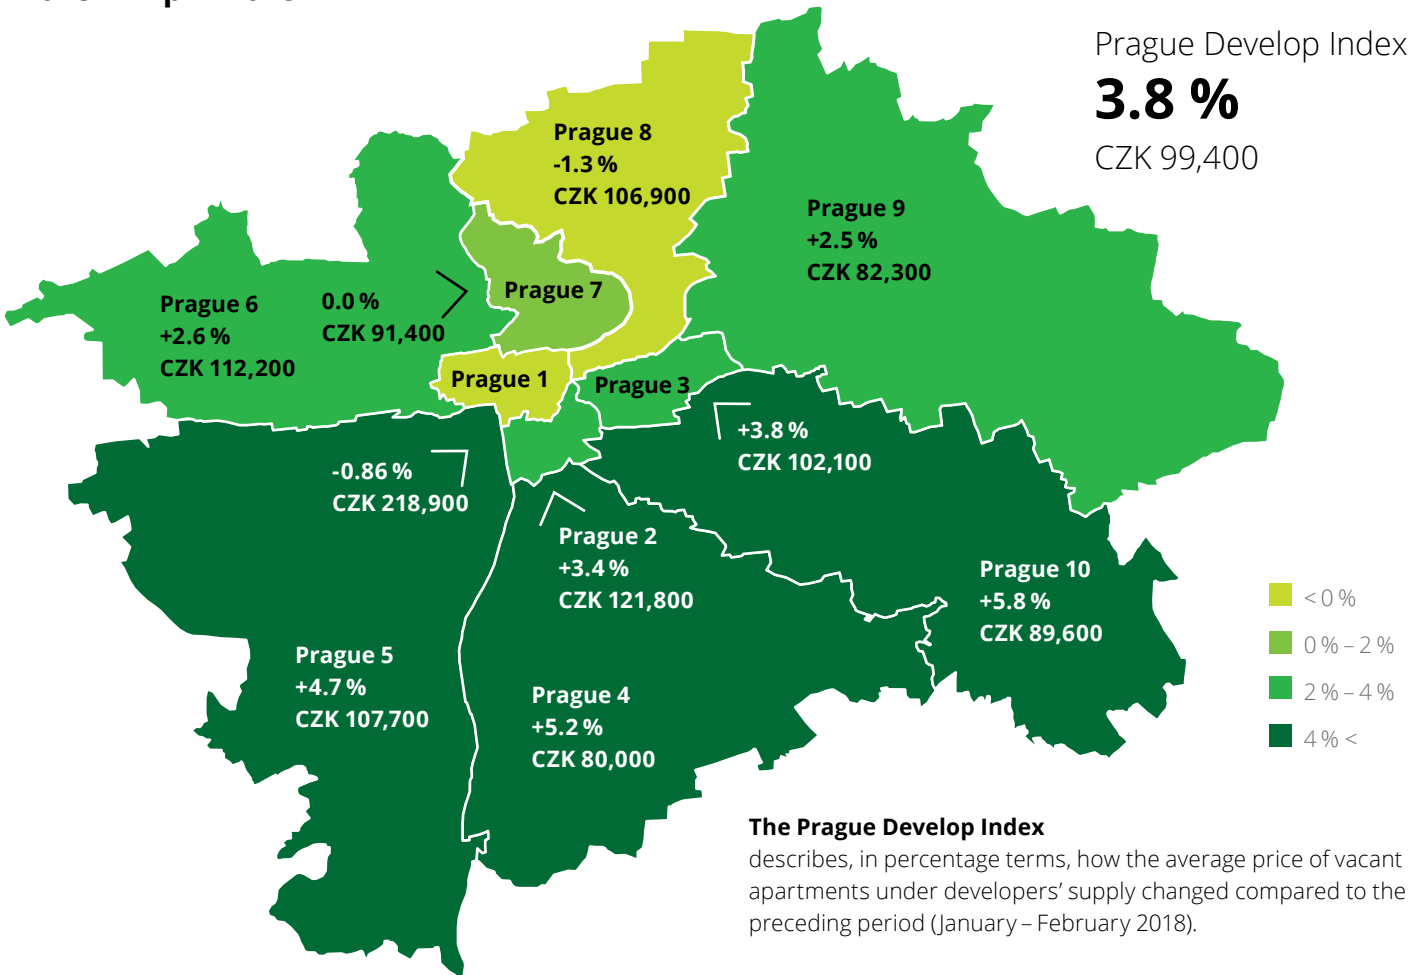 Prague Develop Index
3.8 %
CZK 99,400
Prague 8
-1.3 %
CZK 106,900
Prague 9
+2.5 %
CZK 82,300
Prague 6
+2.6 %
CZK 112,200
0.0 %
CZK 91,400
Prague 7
Prague 1
Prague 3
-0.86 %
CZK 218,900
+3.8 %
CZK 102,100
Prague 2
+3.4 %
CZK 121,800
Prague 10
+5.8 %
CZK 89,600
Prague 5
+4.7 %
CZK 107,700
Prague 4
+5.2 %
CZK 80,000
< 0 %
0 % – 2 %
2 % – 4 %
4 % <
The Prague Develop Index
describes, in percentage terms, how the average price of vacant
apartments under developers’ supply changed compared to the
preceding period (January – February 2018).